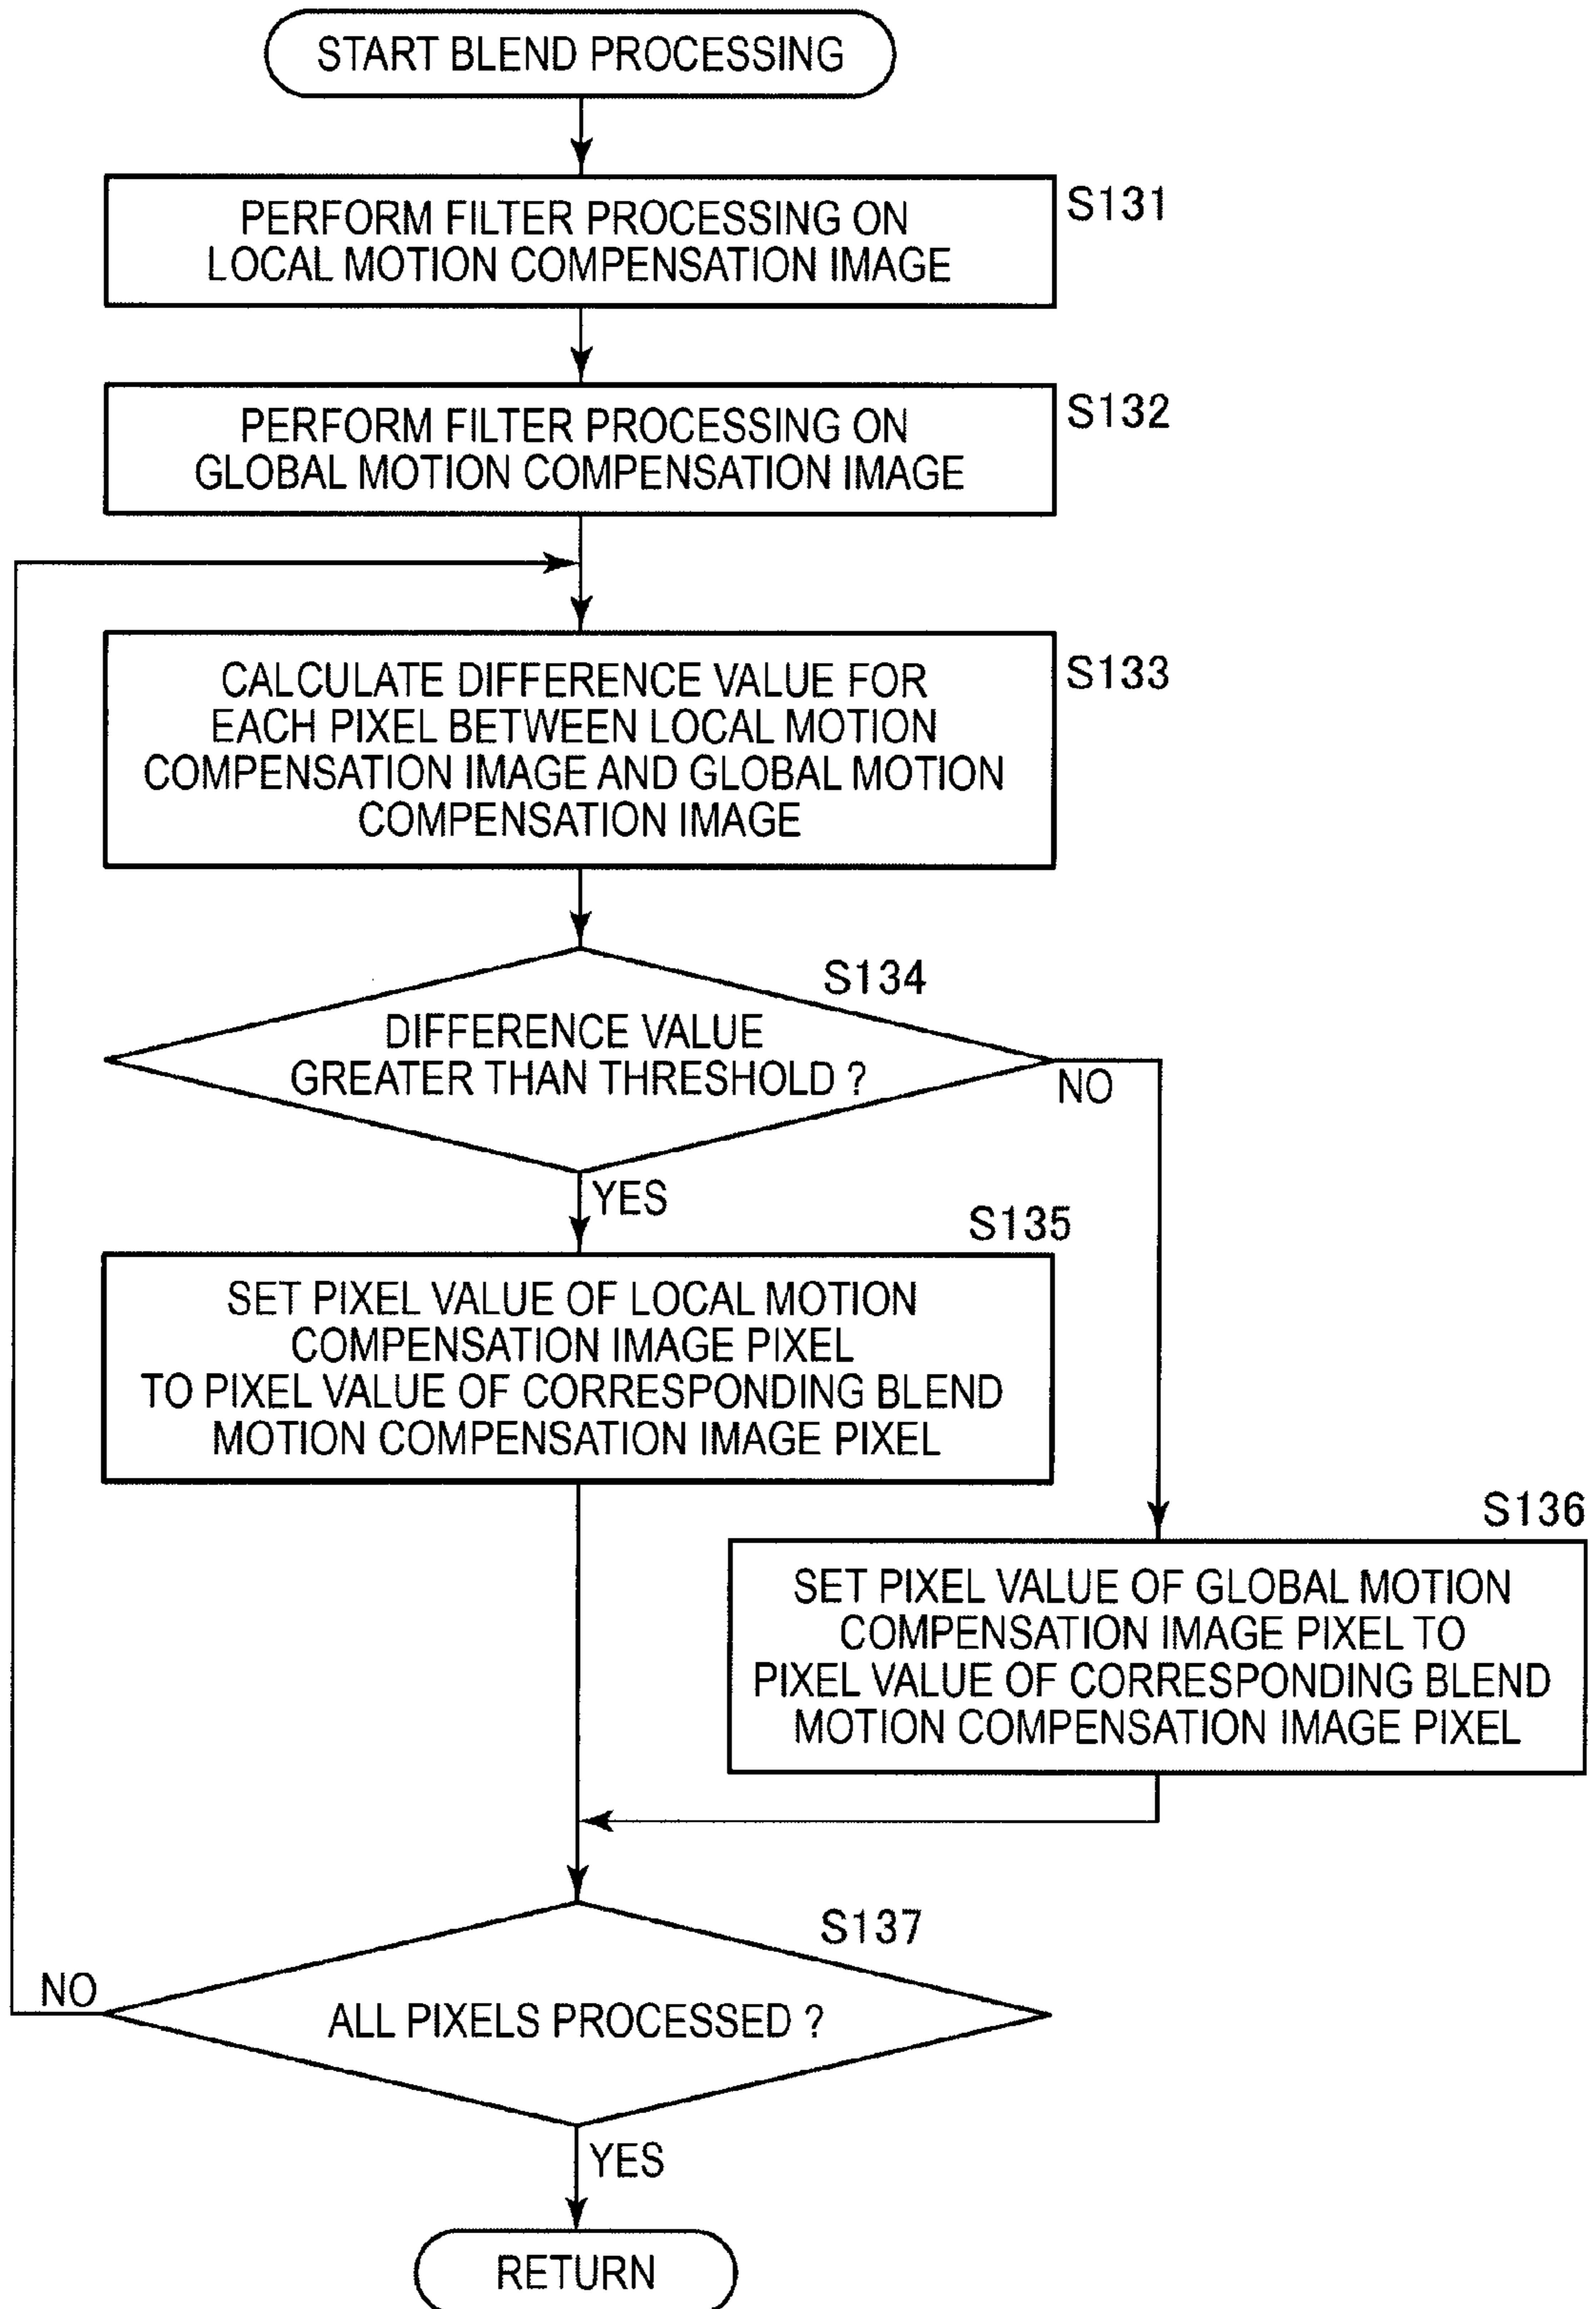 START BLEND PROCESSING
S131
PERFORM FILTER PROCESSING ON
LOCAL MOTION COMPENSATION IMAGE
S132
PERFORM FILTER PROCESSING ON
GLOBAL MOTION COMPENSATION IMAGE
S133
CALCULATE DIFFERENCE VALUE FOR
EACH PIXEL BETWEEN LOCAL MOTION
COMPENSATION IMAGE AND GLOBAL MOTION
COMPENSATION IMAGE
S134
DIFFERENCE VALUE
GREATER THAN THRESHOLD ?
NO
YES
S135
SET PIXEL VALUE OF LOCAL MOTION
COMPENSATION IMAGE PIXEL
TO PIXEL VALUE OF CORRESPONDING BLEND
MOTION COMPENSATION IMAGE PIXEL
S136
SET PIXEL VALUE OF GLOBAL MOTION
COMPENSATION IMAGE PIXEL TO
PIXEL VALUE OF CORRESPONDING BLEND
MOTION COMPENSATION IMAGE PIXEL
S137
NO
ALL PIXELS PROCESSED ?
YES
RETURN